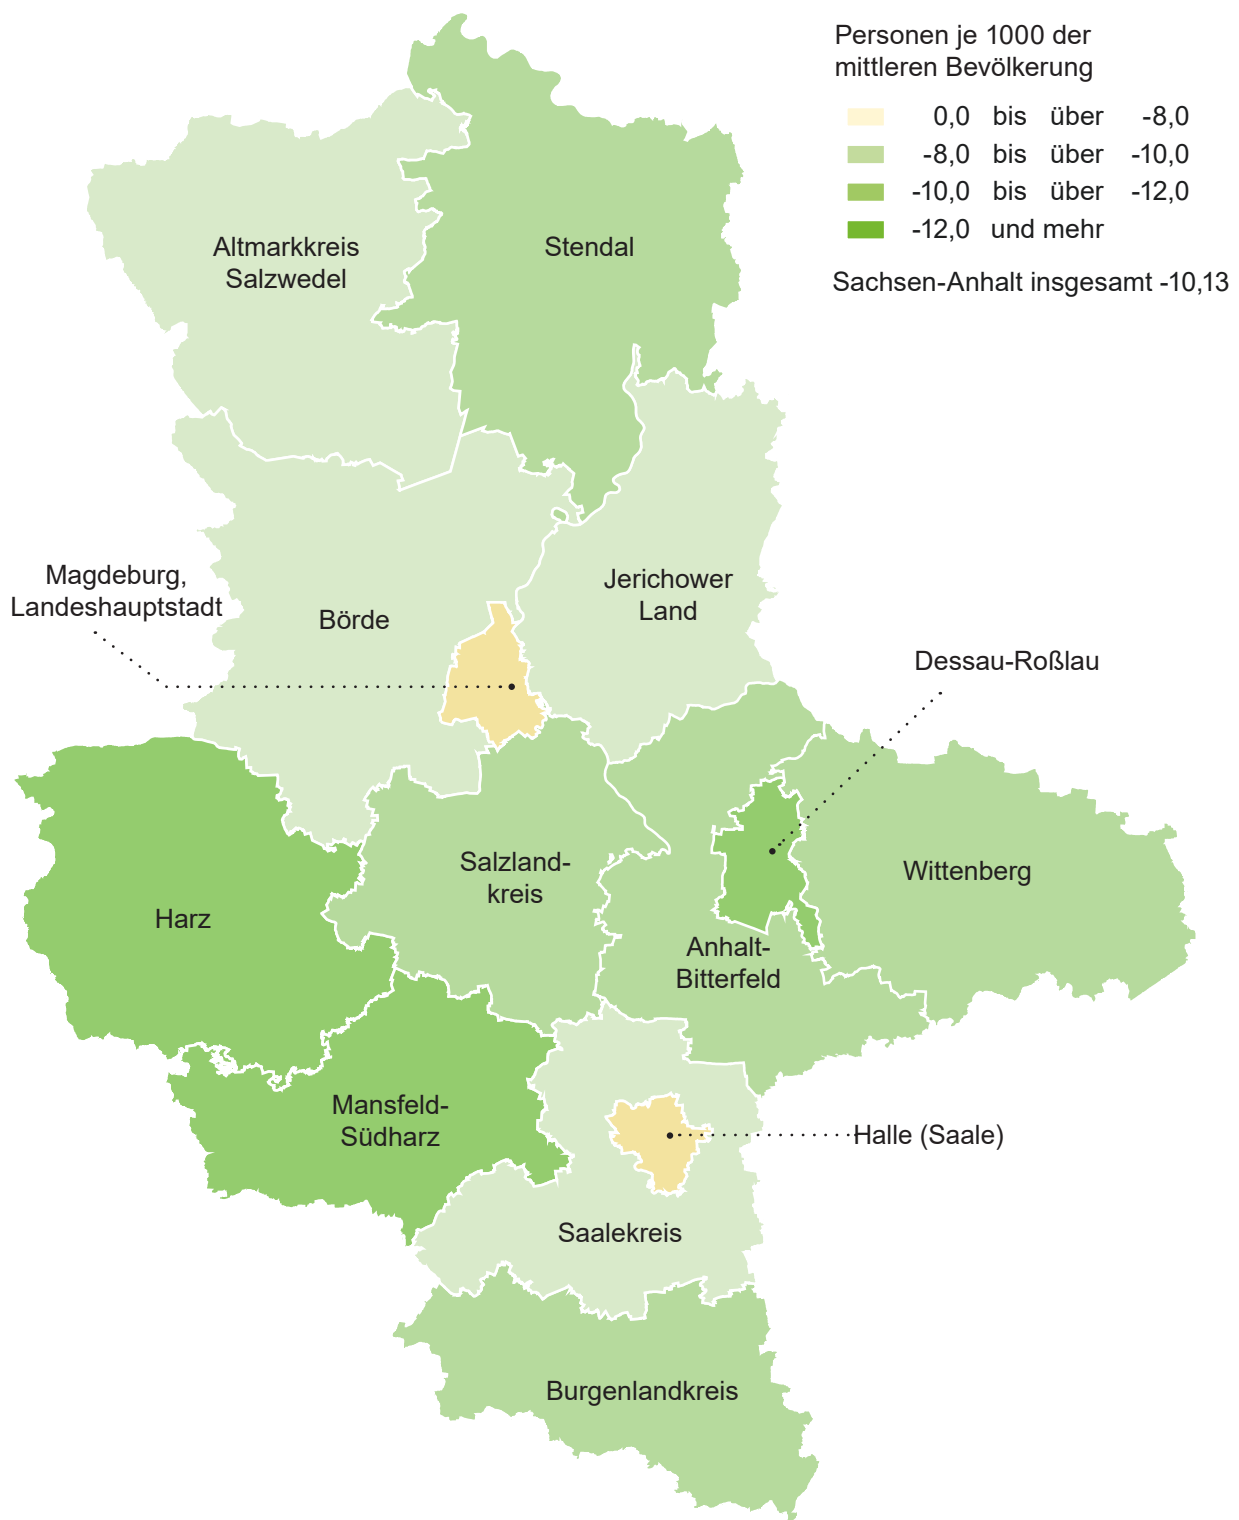 Personen je 1000 der
mittleren Bevölkerung
0,0 bis über -8,0
-8,0 bis über -10,0
-10,0 bis über -12,0
-12,0 und mehr
Sachsen-Anhalt insgesamt -10,13
Altmarkkreis
Salzwedel
Stendal
Magdeburg,
Landeshauptstadt
Börde
Jerichower
Land
Dessau-Roßlau
Harz
Salzland-
kreis
Wittenberg
Anhalt-
Bitterfeld
Mansfeld-
Südharz
Halle (Saale)
Saalekreis
Burgenlandkreis